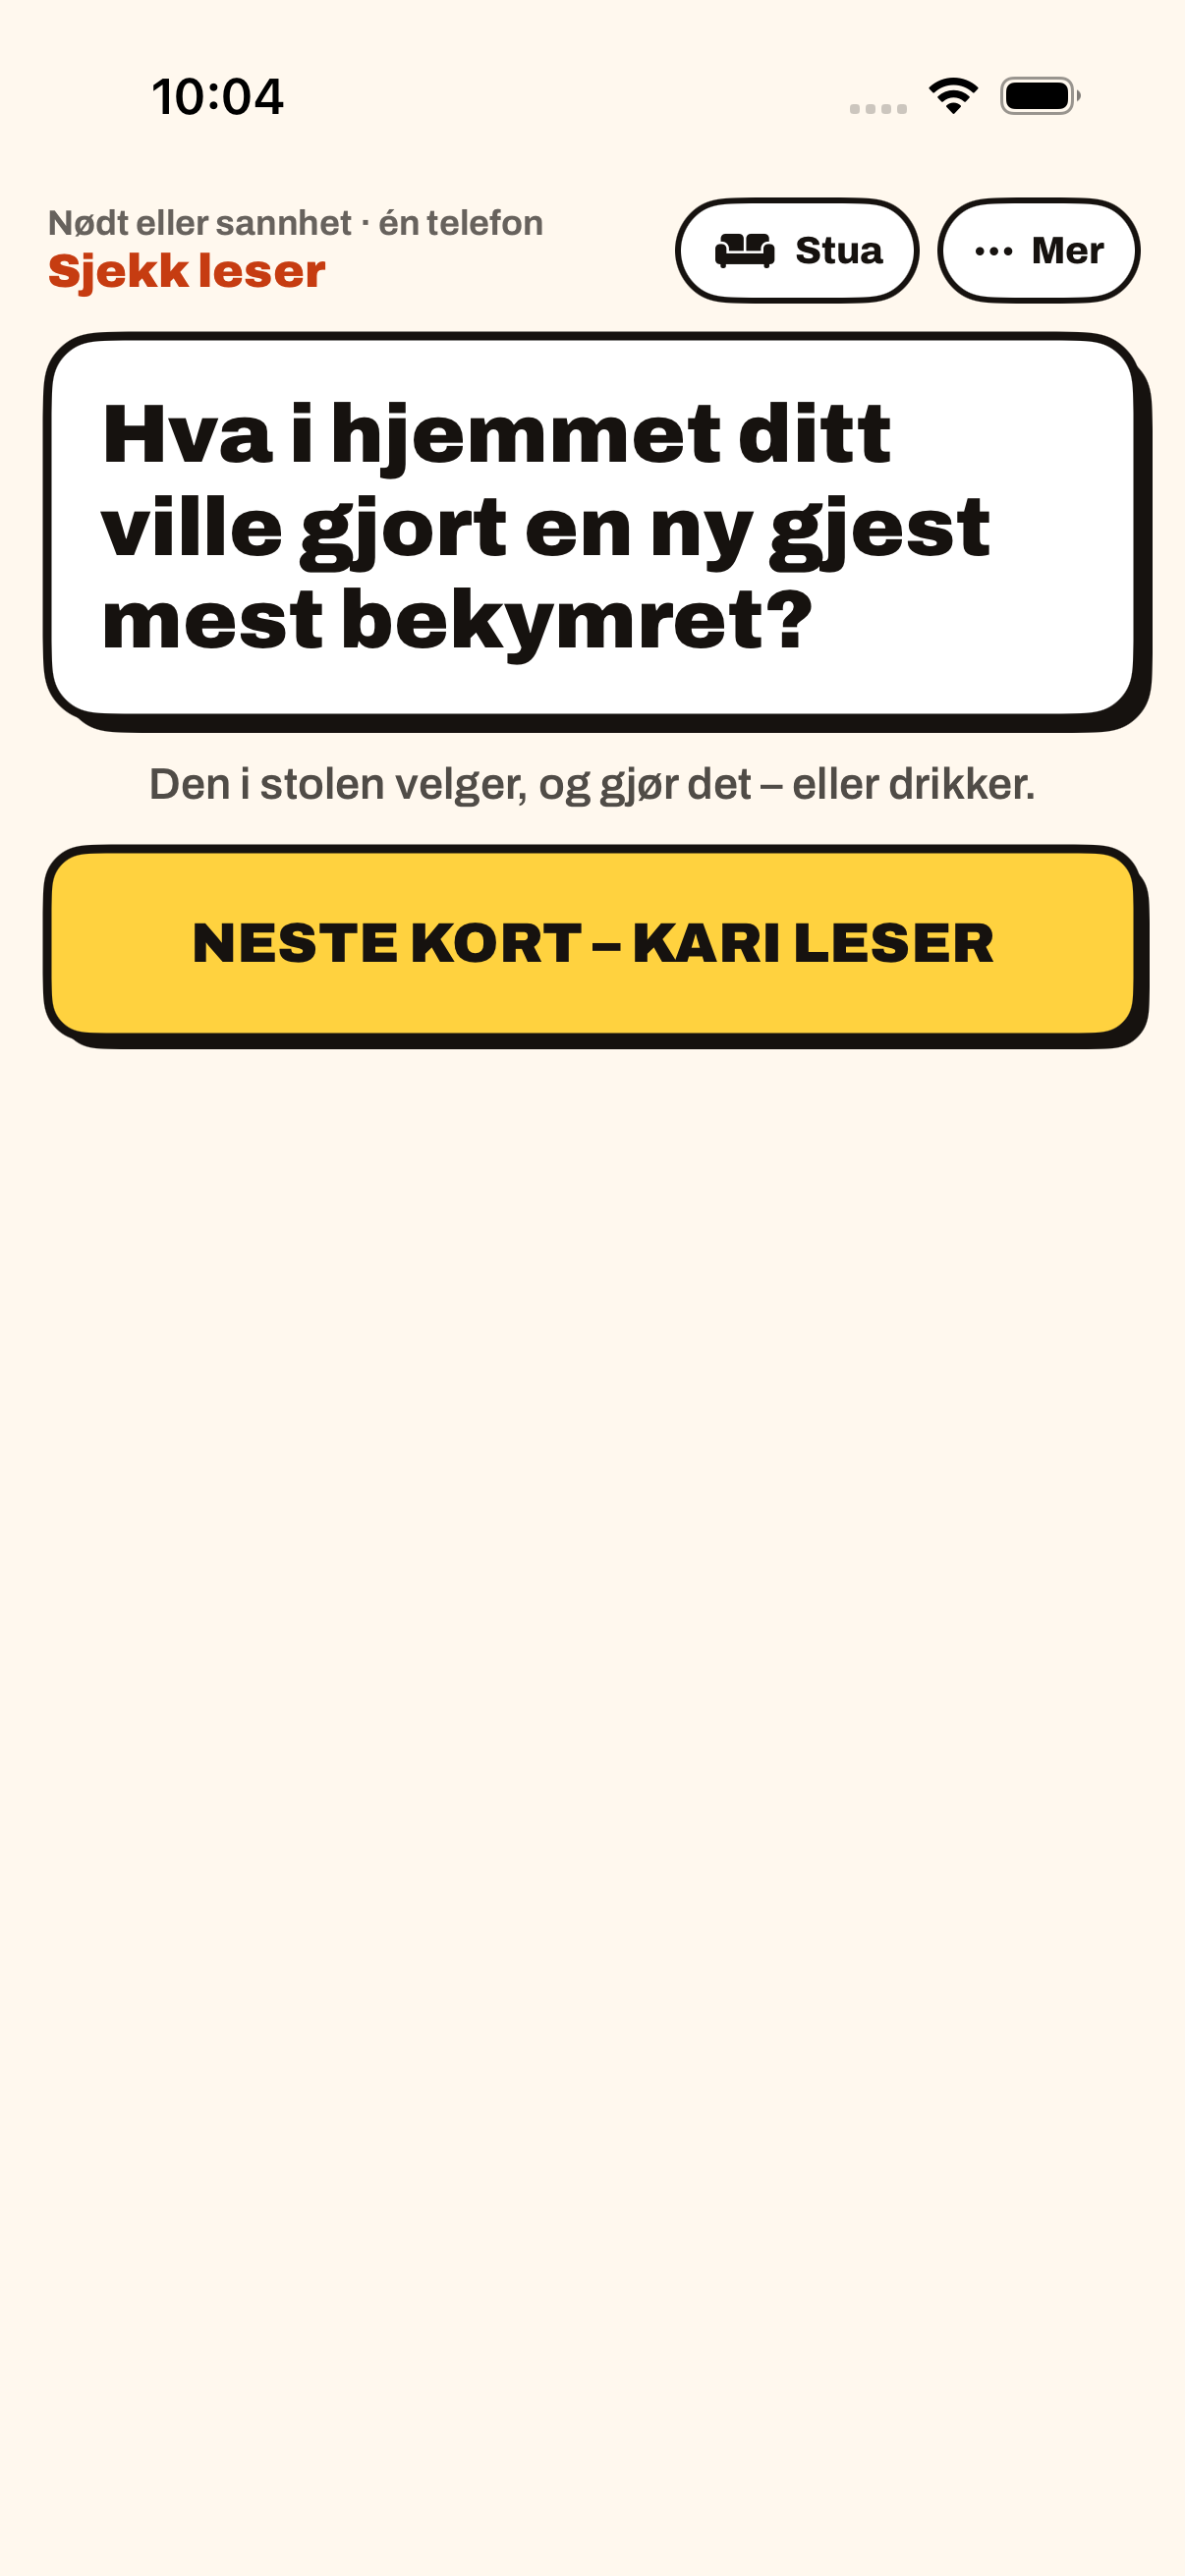 10:04
Nødt eller sannhet · én telefon
Sjekk leser
Stua
··· Mer
Hva i hjemmet ditt
ville gjort en ny gjest
mest bekymret?
Den i stolen velger, og gjør det – eller drikker.
NESTE KORT – KARI LESER